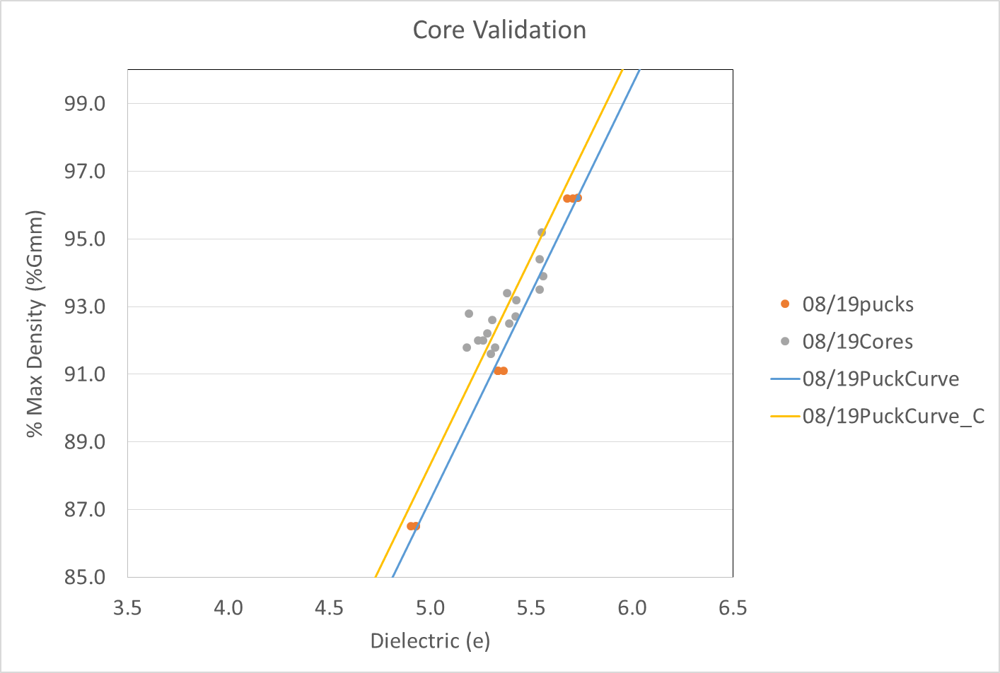 Core Validation
99.0
97.0
95.0
93.0
91.0
89.0
87.0
85.0
% Max Density (%Gmm)
3.5 4.0 4.5 5.0 5.5 6.0 6.5
Dielectric (e)
08/19pucks
08/19Cores
08/19PuckCurve
08/19PuckCurve_C